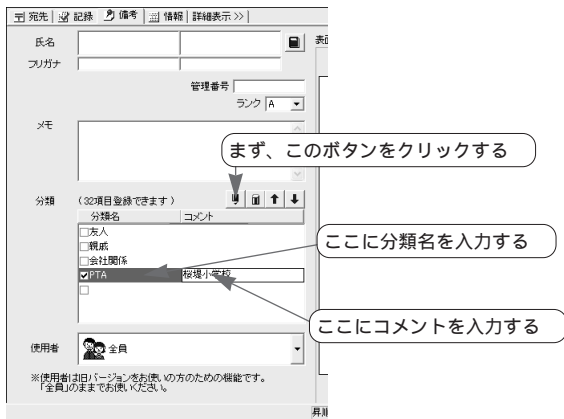 宛先 記録 備考 情報 詳細表示 >>
氏名
フリガナ
管理番号
ランク A
メモ
まず、このボタンをクリックする
分類 (32項目登録できます)
分類名 コメント
友人
親戚
会社関係
PTA 桜堤小学校
ここに分類名を入力する
ここにコメントを入力する
使用者 全員
※使用者は旧バージョンをお使いの方のための機能です。
「全員」のままでお使いください。